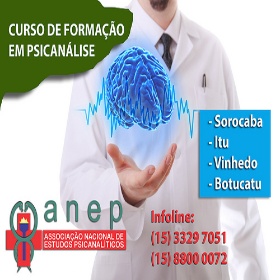 CURSO DE FORMAÇÃO
EM PSICANÁLISE
- Sorocaba
- Itu
- Vinhedo
- Botucatu
anep
ASSOCIAÇÃO NACIONAL DE
ESTUDOS PSICANALÍTICOS
Infoline:
(15) 3329 7051
(15) 8800 0072